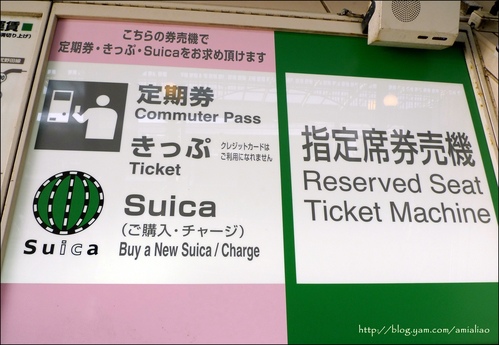 こちらの券売機で
定期券・きっぷ・Suicaをお求め頂けます
定期券
Commuter Pass
きっぷ
クレジットカードは
ご利用になれません
Ticket
Suica
Suica
(ご購入・チャージ)
Buy a New Suica / Charge
指定席券売機
Reserved Seat
Ticket Machine
http://blog.yam.com/amialiao